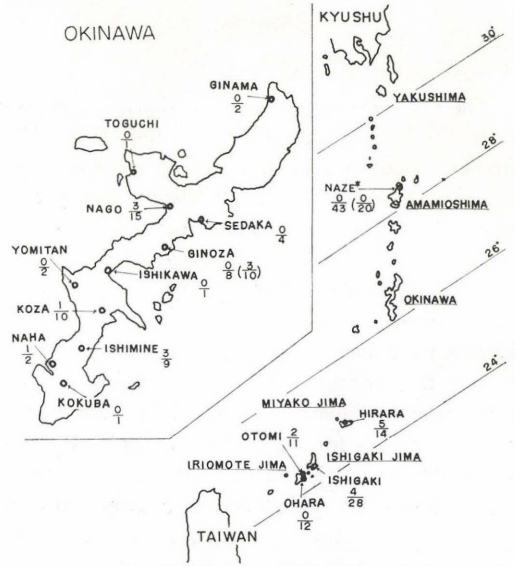 OKINAWA
GINAMA
0/2
TOGUCHI
0/1
NAGO 3/15
SEDAKA 0/4
GINOZA
0/8 (3/10)
YOMITAN
0/2
ISHIKAWA 0/1
KOZA 1/10
NAHA
1/2
ISHIMINE 3/9
KOKUBA
0/1
KYUSHU
30°
YAKUSHIMA
28°
NAZE*
0/43 (0/20)
AMAMIOSHIMA
26°
OKINAWA
24°
MIYAKO JIMA
HIRARA
5/14
OTOMI 2/11
ISHIGAKI JIMA
IRIOMOTE JIMA
ISHIGAKI
4/28
OHARA
0/12
TAIWAN